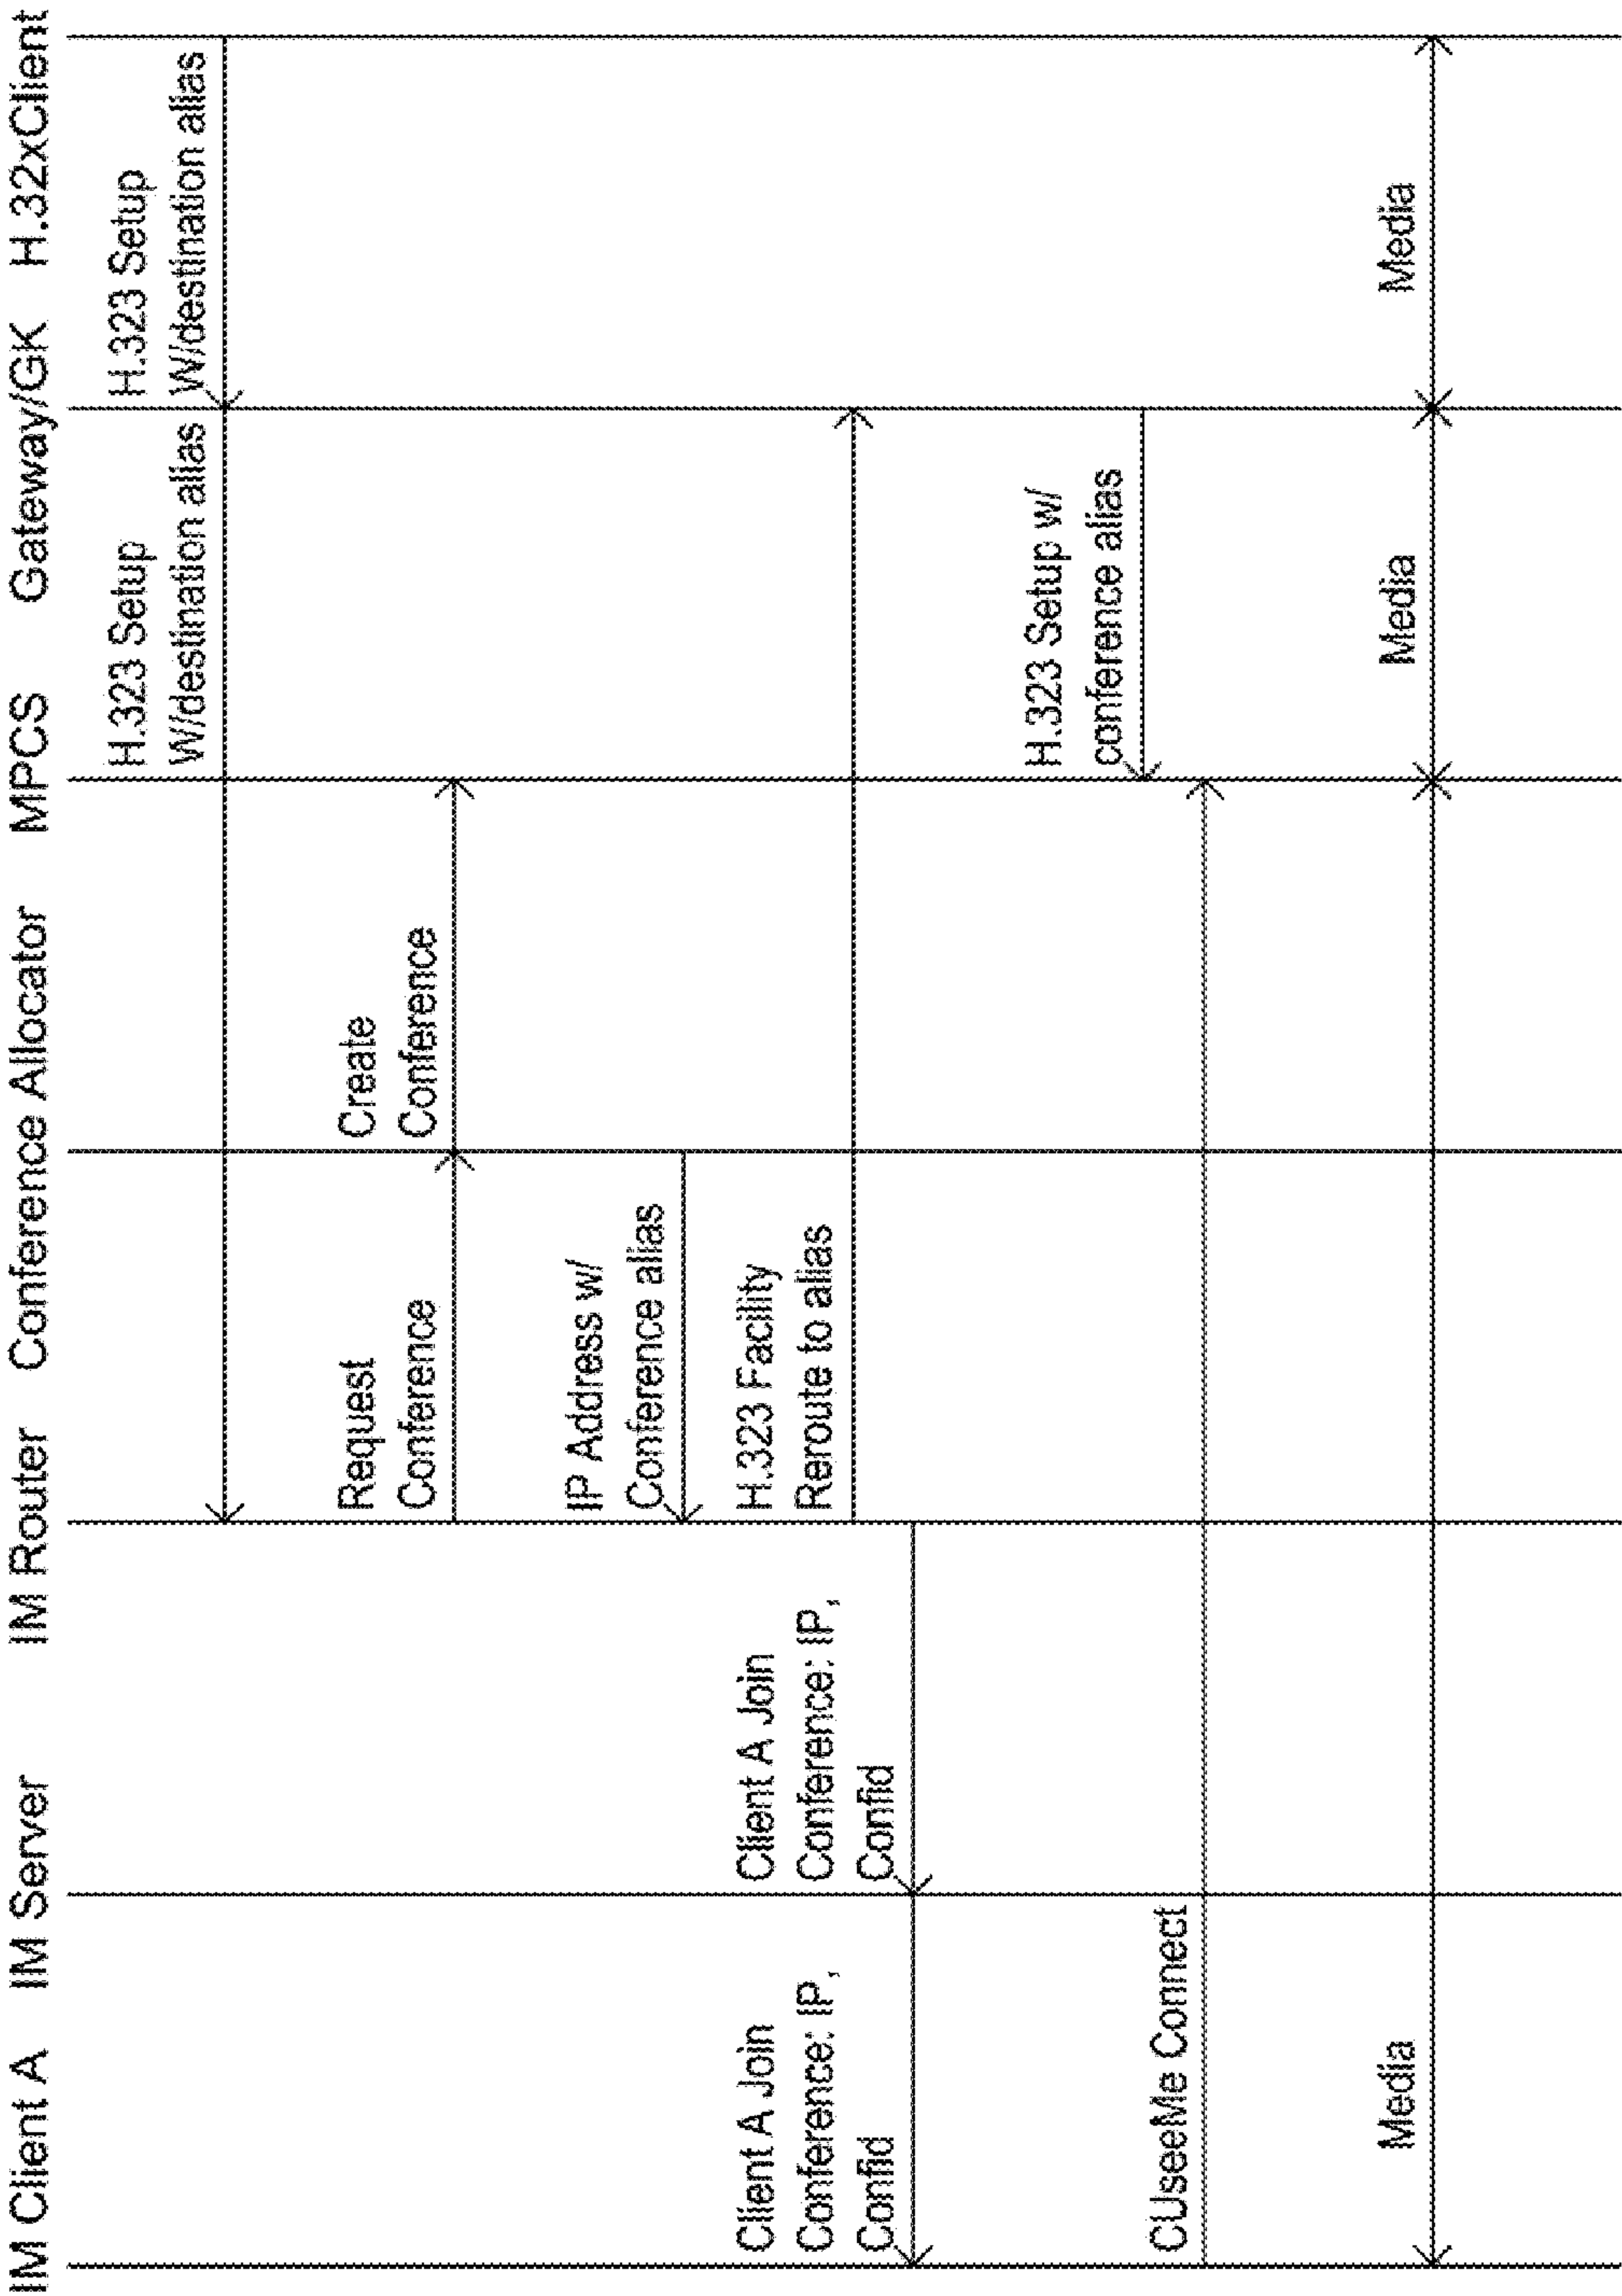 IM Client A IM Server IM Router Conference Allocator MPCS Gateway/GK H.32xClient
H.323 Setup
W/destination alias
H.323 Setup
W/destination alias
Request
Conference
Create
Conference
IP Address w/
Conference alias
Client A Join
Conference: IP,
Confid
Client A Join
Conference: IP,
Confid
H.323 Facility
Reroute to alias
H.323 Setup w/
conference alias
CUseeMe Connect
Media
Media
Media